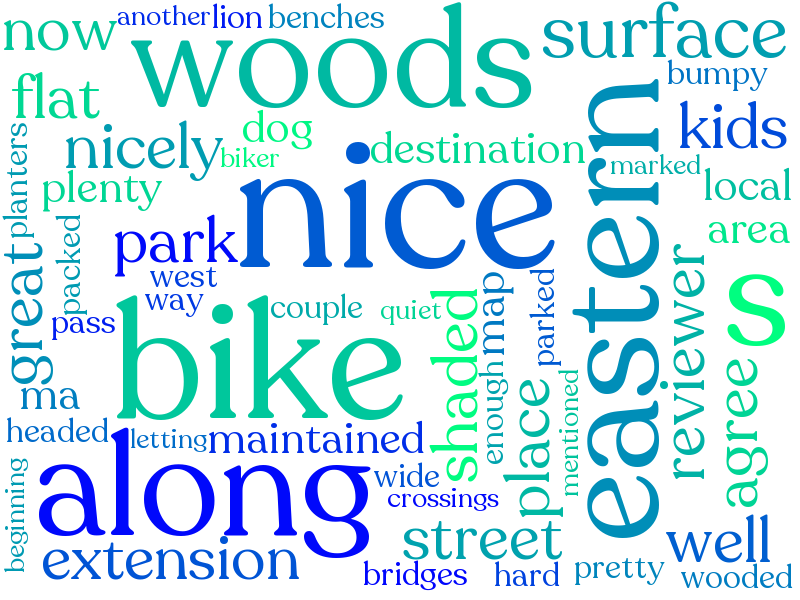 another lion benches
now woods surface
bumpy
flat
kids
planters nicely dog
biker destination
marked
plenty
local
nice eastern
area
park
packed
west
great
way
couple
quiet
pass
bike
s
shaded
map
parked
reviewer
enough
place
mentioned
agree
ma
headed
letting maintained
along
wide
crossings
beginning
extension
street
well
bridges hard pretty
wooded